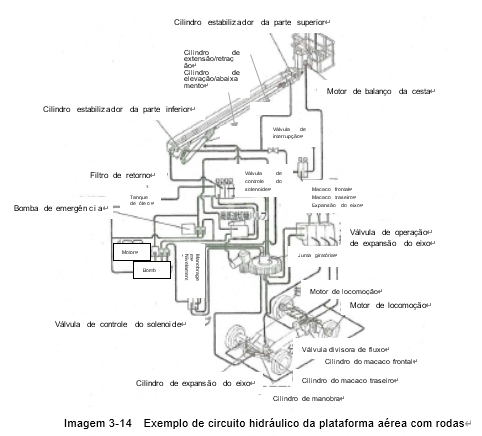 Cilindro estabilizador da parte superior
Cilindro de
extensão/retraç
ão
Cilindro de
elevação/abaixa
mento
Motor de balanço da cesta
Cilindro estabilizador da parte inferior
Válvula de
interrupção
Filtro de retorno
Válvula de
controle do
solenoide
Tanque
de óleo
Macaco frontal
Macaco traseiro
Expansão do eixo
Bomba de emergência
Válvula de operação
de expansão do eixo
Motor
Bomb
Junta giratória
Motor de locomoção
Motor de locomoção
Válvula de controle do solenoide
Válvula divisora de fluxo
Cilindro do macaco frontal
Cilindro de expansão do eixo
Cilindro do macaco traseiro
Cilindro de manobra
Imagem 3-14 Exemplo de circuito hidráulico da plataforma aérea com rodas